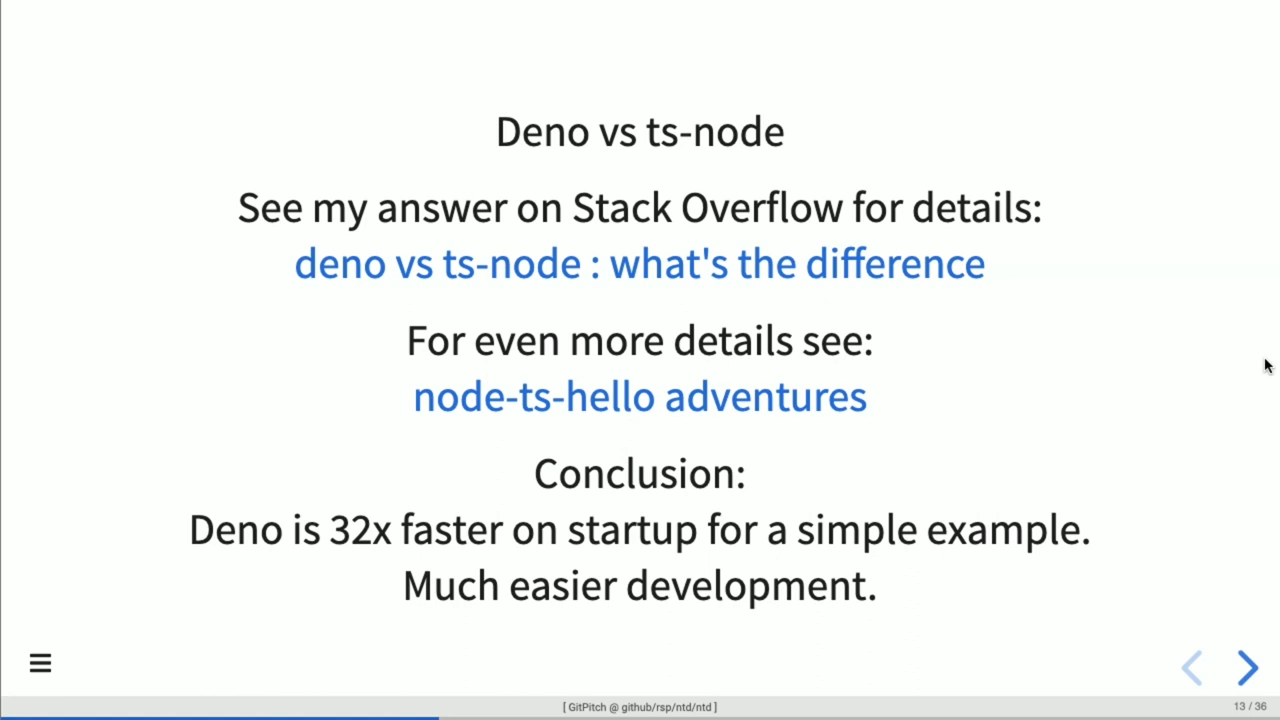 Deno vs ts-node
See my answer on Stack Overflow for details:
deno vs ts-node : what's the difference
For even more details see:
node-ts-hello adventures
Conclusion:
Deno is 32x faster on startup for a simple example.
Much easier development.
[ GitPitch @ github/rsp/ntd/ntd ]
13 / 36